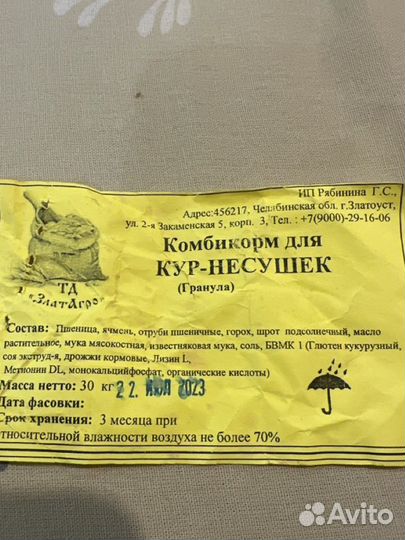 ИП Рябинина Г.С.,
Адрес:456217, Челябинская обл. г.Златоуст,
ул. 2-я Закаменская 5, корп. 3, Тел. : +7(9000)-29-16-06
Комбикорм для
КУР-НЕСУШЕК
(Гранула)
ТД
"ЗлатАгро"
Состав: Пшеница, ячмень, отруби пшеничные, горох, шрот подсолнечный, масло
растительное, мука мясокостная, известняковая мука, соль, БВМК 1 (Глютен кукурузный,
соя экструд-я, дрожжи кормовые, Лизин L,
Метионин DL, монокальцийфосфат, органические кислоты)
Масса нетто: 30 кг
22. ИЮЛ 2023
Дата фасовки:
Срок хранения: 3 месяца при
относительной влажности воздуха не более 70%
Avito